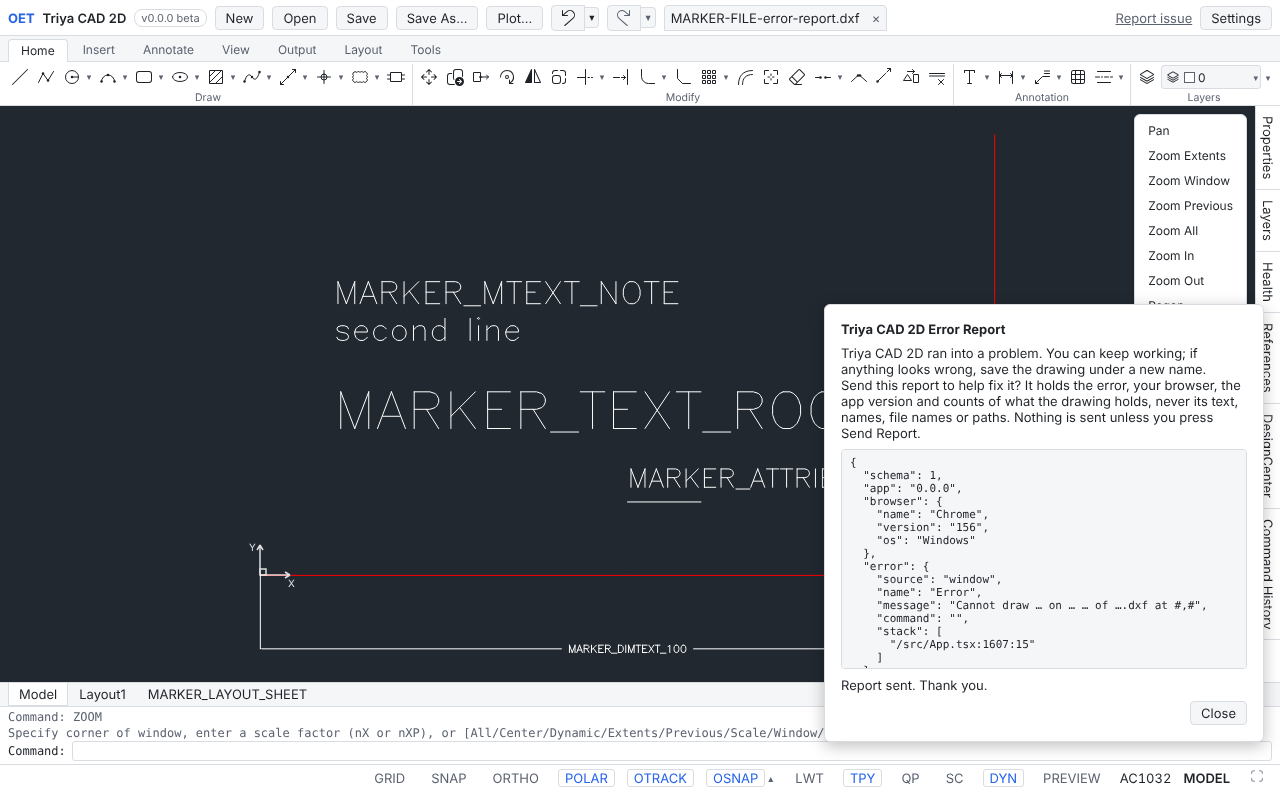 OET Triya CAD 2D v0.0.0 beta New Open Save Save As... Plot... MARKER-FILE-error-report.dxf × Report issue Settings
Home Insert Annotate View Output Layout Tools
0
Draw Modify Annotation Layers
Pan
Zoom Extents
Zoom Window
Zoom Previous
Zoom All
Zoom In
Zoom Out
Properties
Layers
Health
References
DesignCenter
Command History
MARKER_MTEXT_NOTE
second line
MARKER_TEXT_ROO
MARKER_ATTRIB
Y
X
MARKER_DIMTEXT_100
Triya CAD 2D Error Report
Triya CAD 2D ran into a problem. You can keep working; if
anything looks wrong, save the drawing under a new name.
Send this report to help fix it? It holds the error, your browser, the
app version and counts of what the drawing holds, never its text,
names, file names or paths. Nothing is sent unless you press
Send Report.
{
"schema": 1,
"app": "0.0.0",
"browser": {
"name": "Chrome",
"version": "156",
"os": "Windows"
},
"error": {
"source": "window",
"name": "Error",
"message": "Cannot draw … on … … of ….dxf at #,#",
"command": "",
"stack": [
"/src/App.tsx:1607:15"
]
Report sent. Thank you.
Close
Model Layout1 MARKER_LAYOUT_SHEET
Command: ZOOM
Specify corner of window, enter a scale factor (nX or nXP), or [All/Center/Dynamic/Extents/Previous/Scale/Window/
Command:
GRID SNAP ORTHO POLAR OTRACK OSNAP LWT TPY QP SC DYN PREVIEW AC1032 MODEL